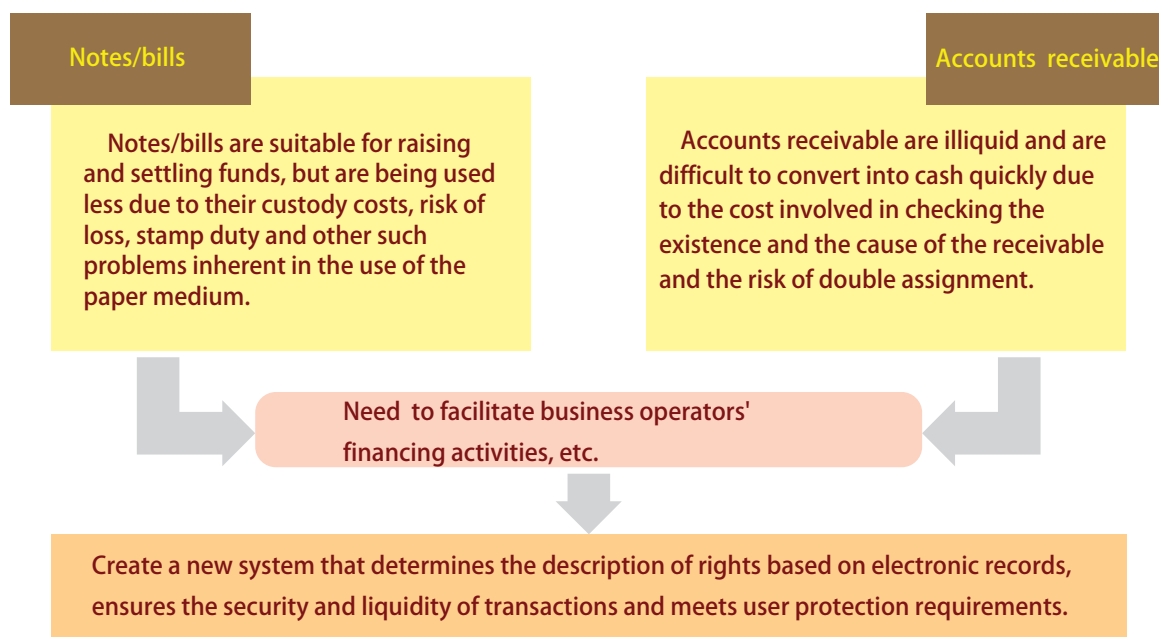 Notes/bills
Notes/bills are suitable for raising
and settling funds, but are being used
less due to their custody costs, risk of
loss, stamp duty and other such
problems inherent in the use of the
paper medium.
Accounts receivable
Accounts receivable are illiquid and are
difficult to convert into cash quickly due
to the cost involved in checking the
existence and the cause of the receivable
and the risk of double assignment.
Need to facilitate business operators'
financing activities, etc.
Create a new system that determines the description of rights based on electronic records,
ensures the security and liquidity of transactions and meets user protection requirements.